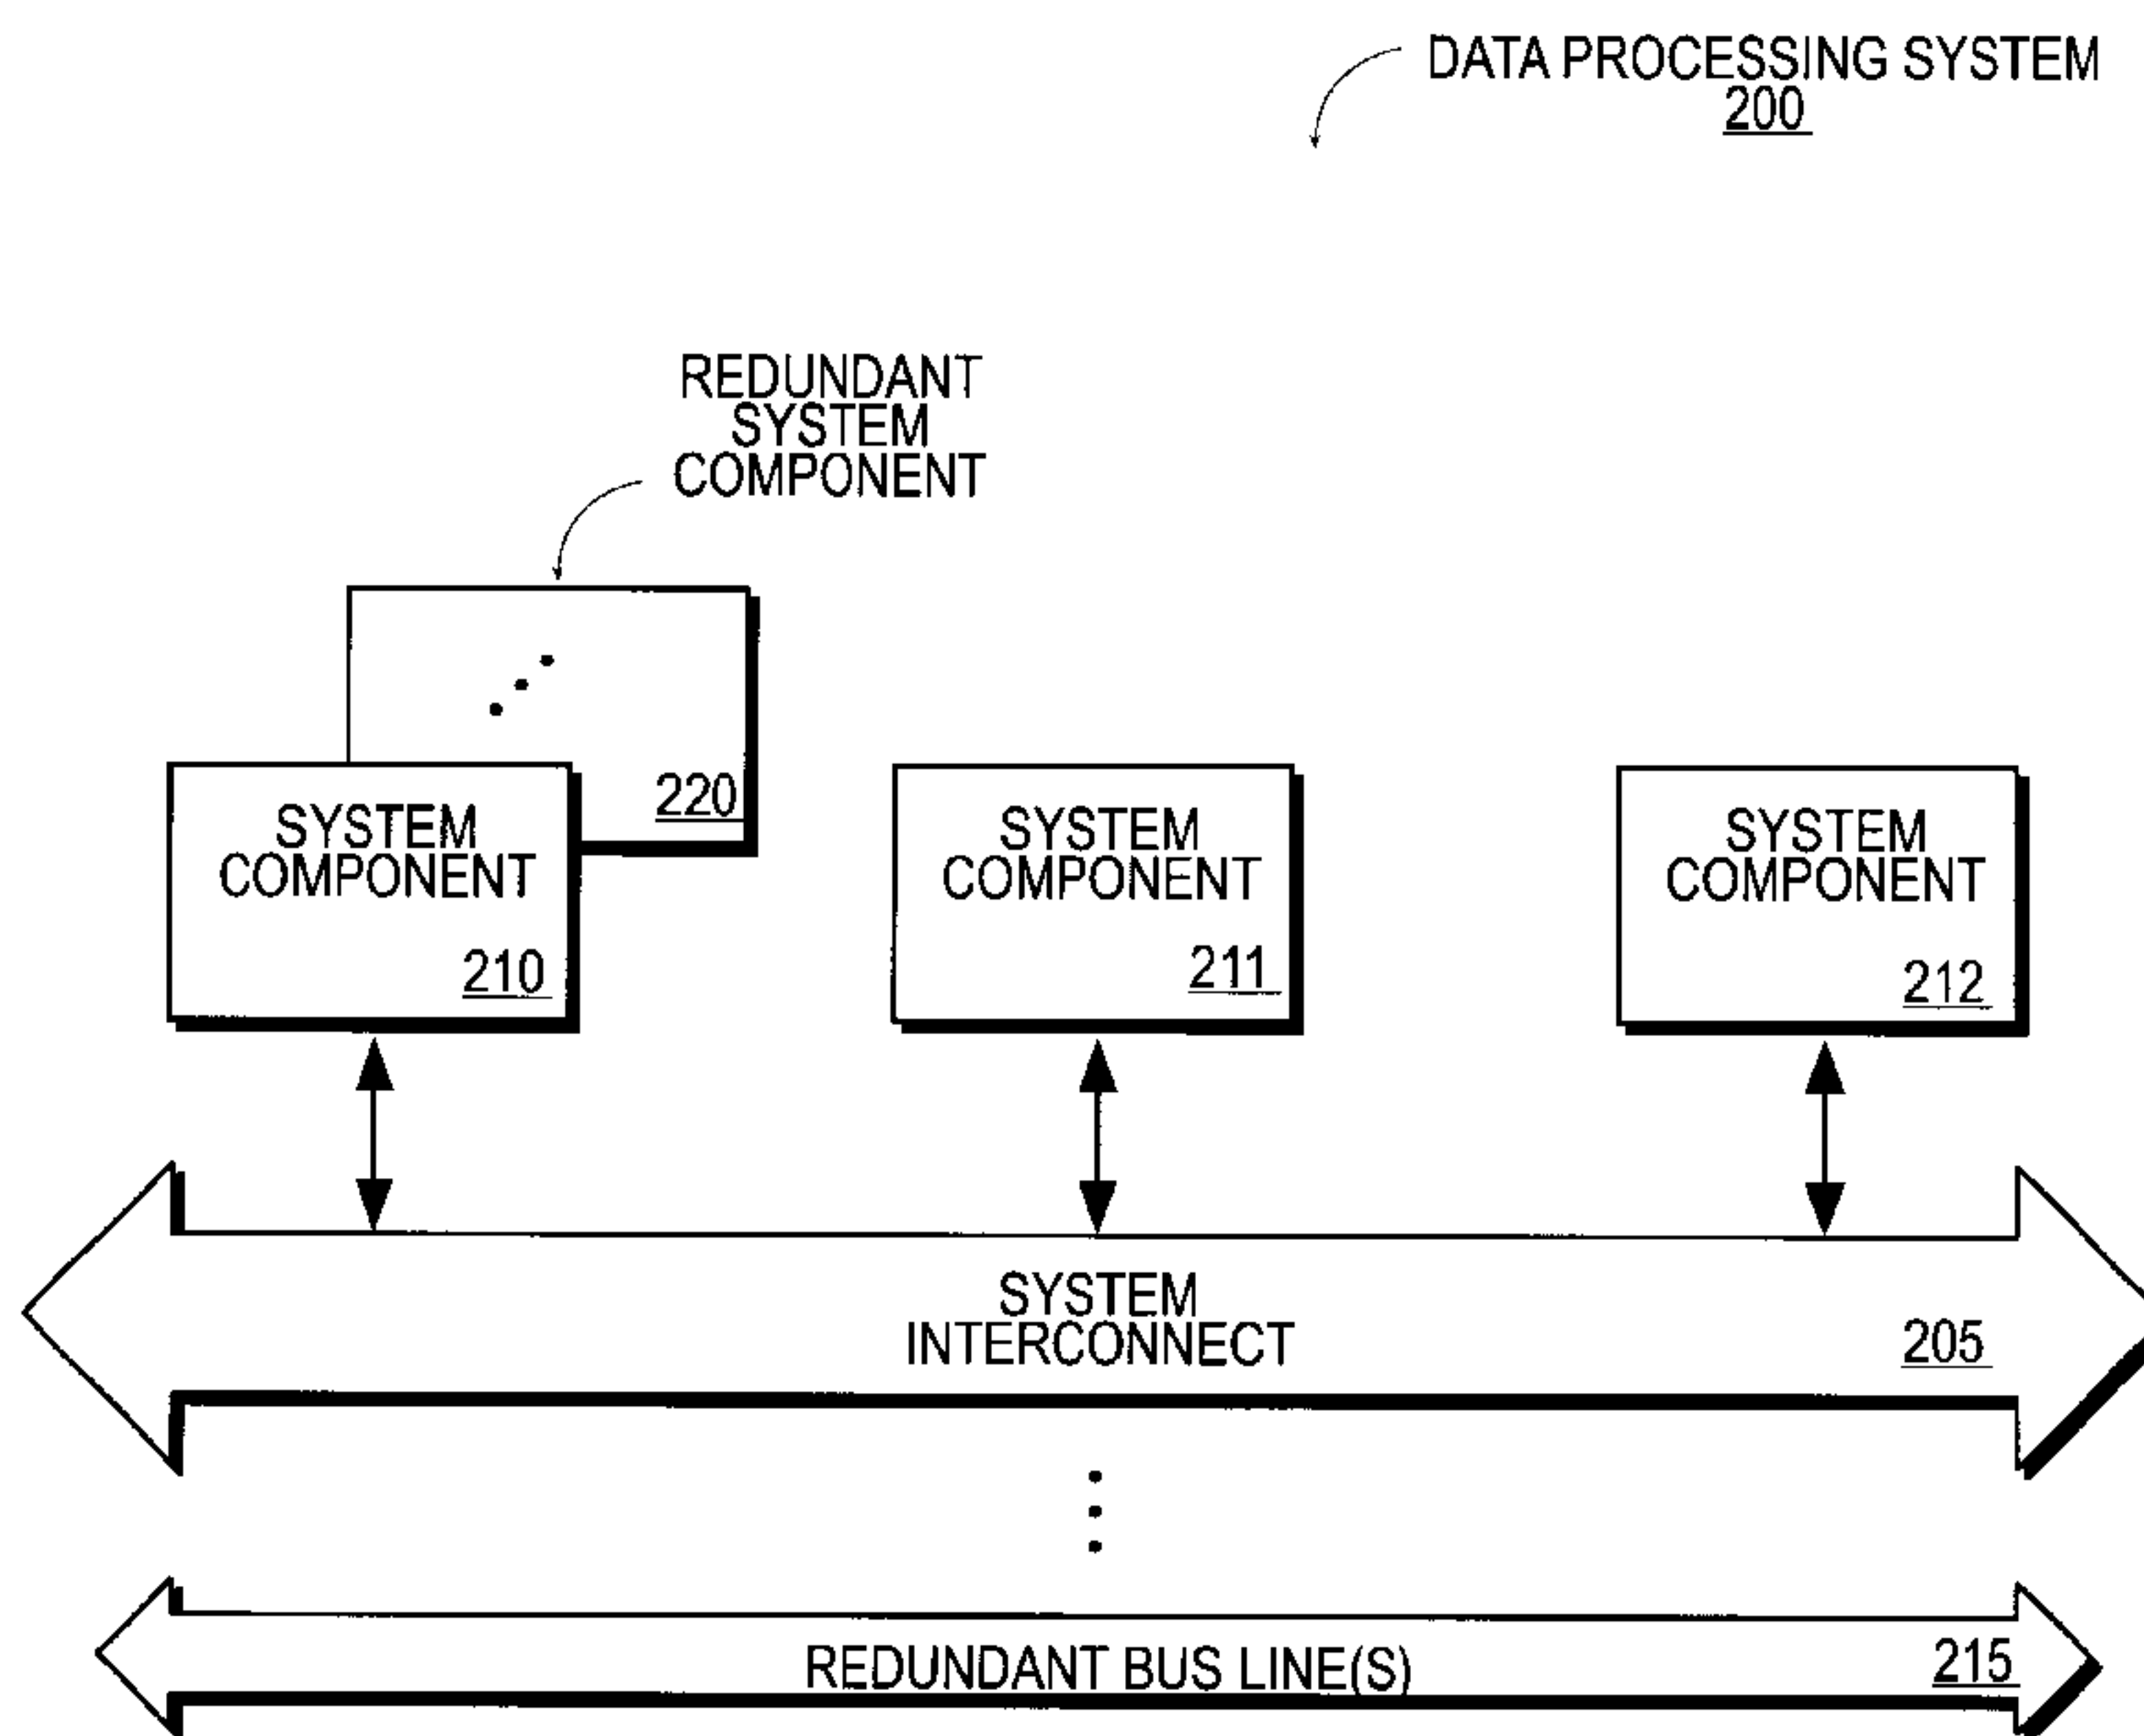 DATA PROCESSING SYSTEM
200
REDUNDANT
SYSTEM
COMPONENT
220
SYSTEM
COMPONENT
210
SYSTEM
COMPONENT
211
SYSTEM
COMPONENT
212
SYSTEM
INTERCONNECT
205
REDUNDANT BUS LINE(S)
215